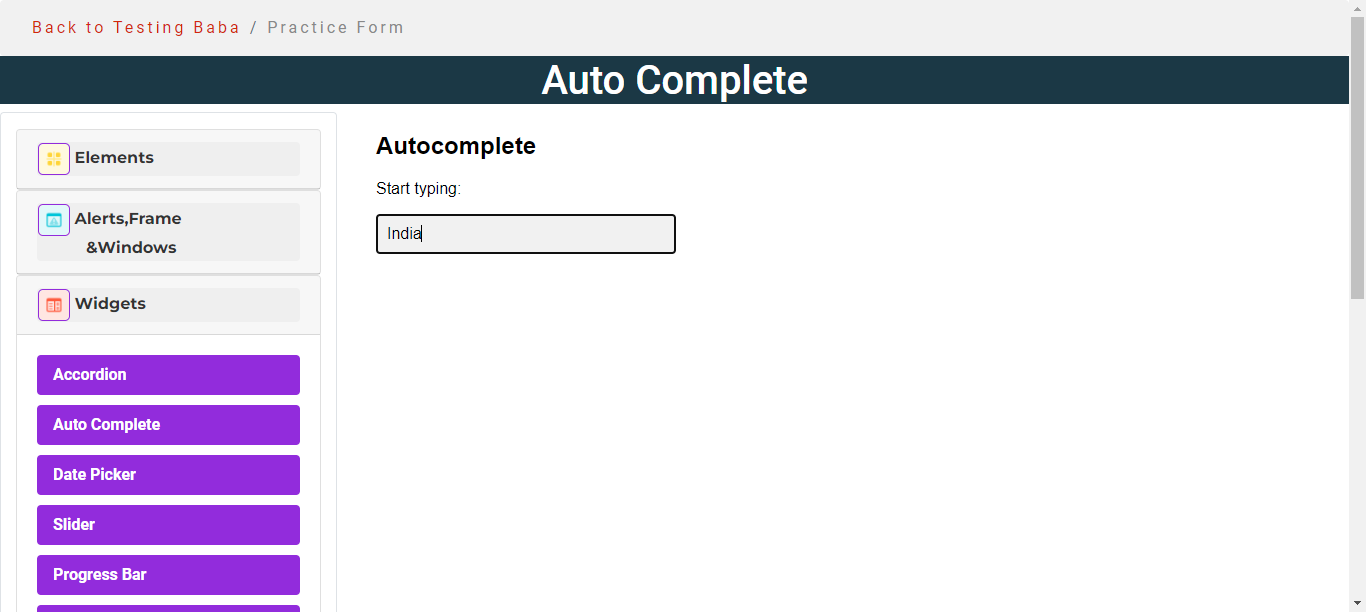 Back to Testing Baba / Practice Form
Auto Complete
Elements
Alerts,Frame
&Windows
Widgets
Accordion
Auto Complete
Date Picker
Slider
Progress Bar
Autocomplete
Start typing:
India